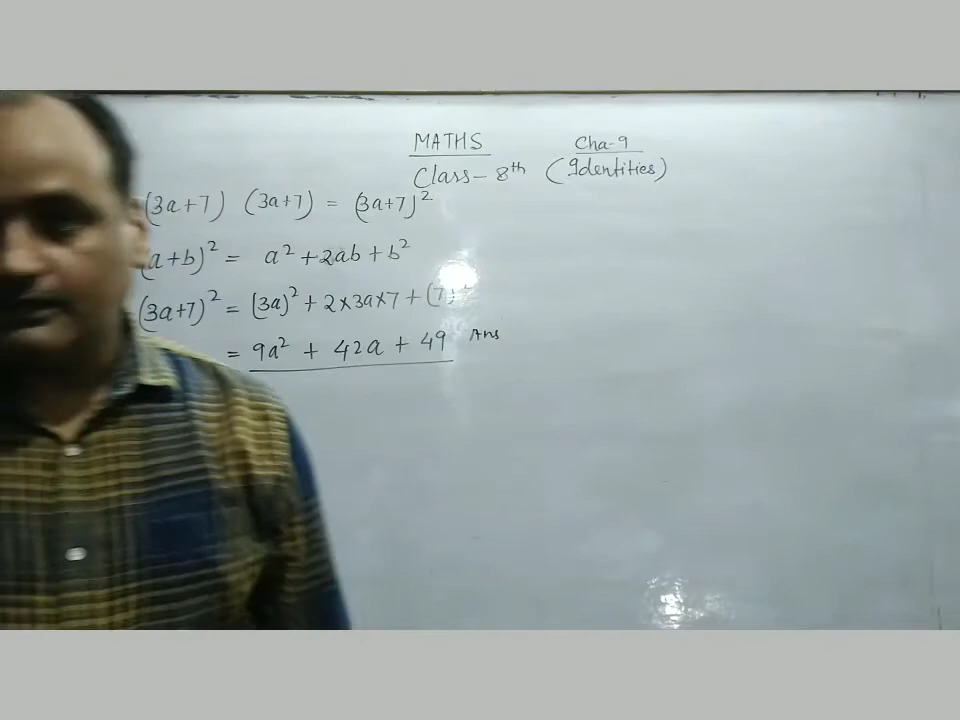 MATHS
Cha-9
Class- 8th (Identities)
(3a+7) (3a+7) = (3a+7)²
(a+b)² = a² + 2ab + b²
(3a+7)² = (3a)² + 2×3a×7 + (7)²
= 9a² + 42a + 49 Ans